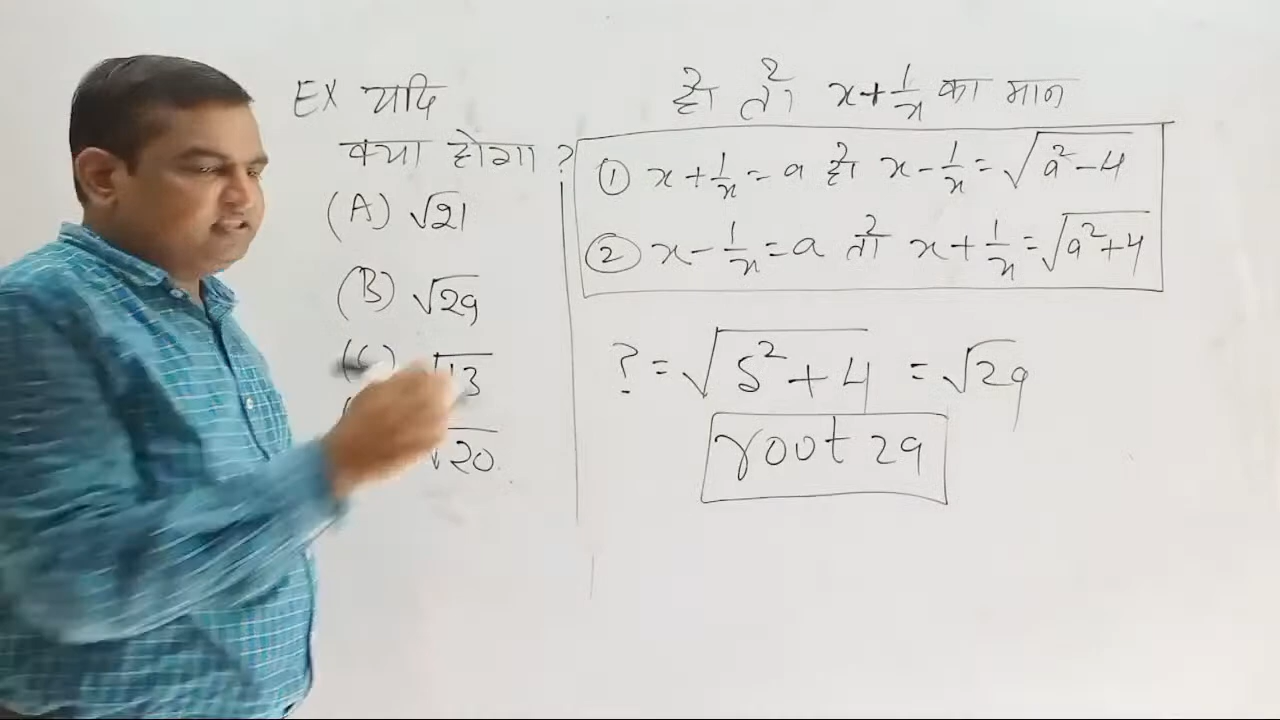 EX यदि है तो x+1/x का मान
क्या होगा ?
(A) √21
(B) √29
(C) √13
√20
① x+1/x=a है x-1/x=√(a²-4)
② x-1/x=a तो x+1/x=√(a²+4)
?=√(5²+4) =√29
root 29